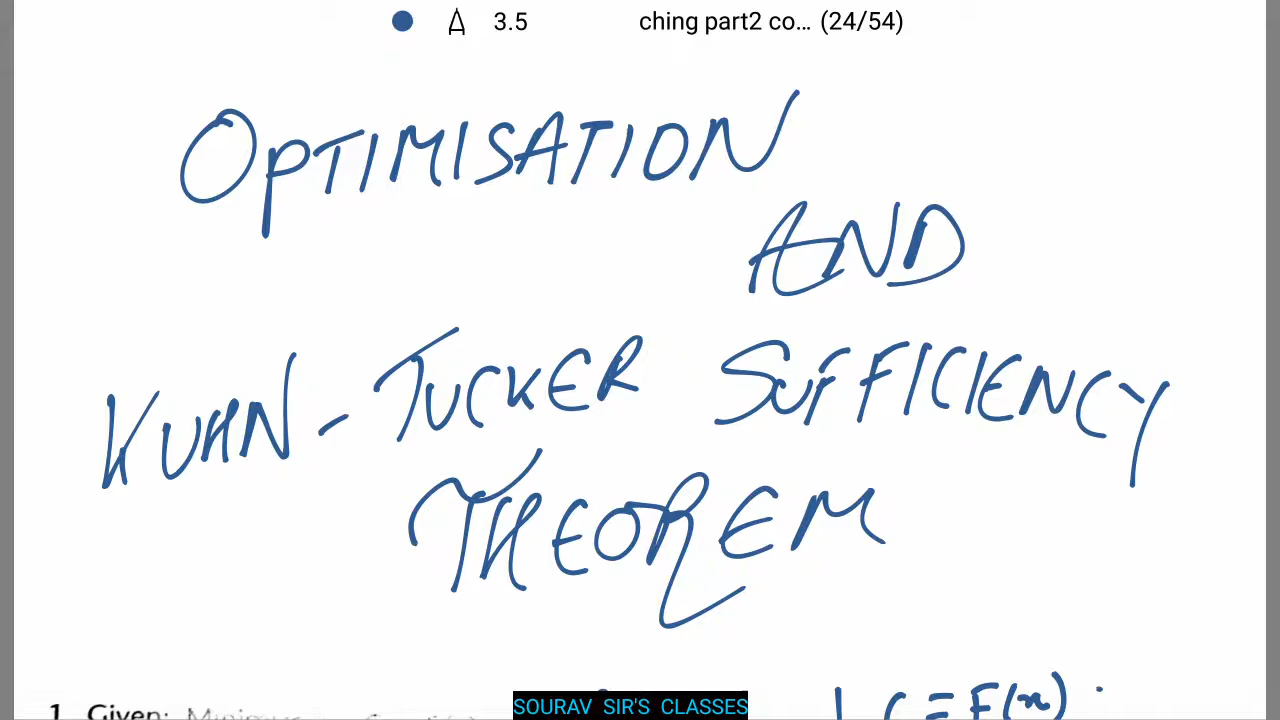 3.5 ching part2 co... (24/54)
OPTIMISATION
AND
KUHN-TUCKER SUFFICIENCY
THEOREM
C = F(x)
1 Given:
SOURAV SIR'S CLASSES